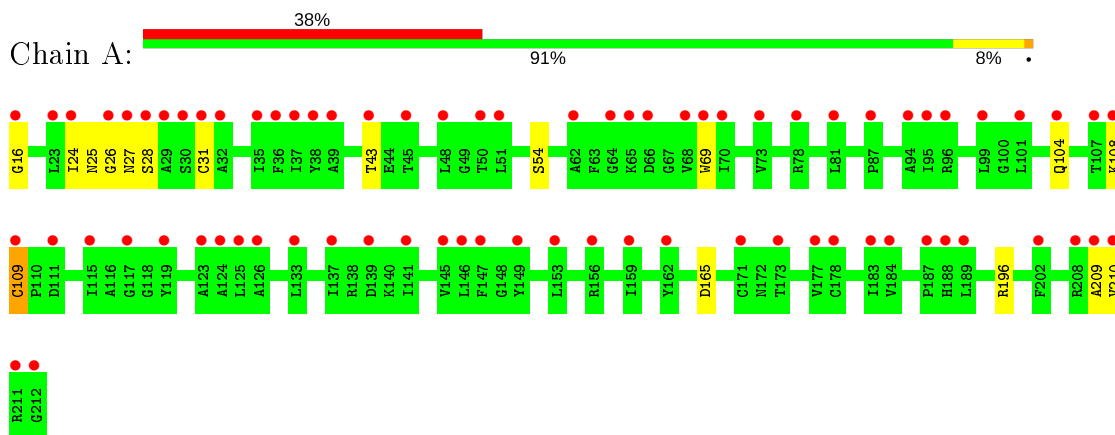 38%
Chain A:
91% 8% •
G16 L23 I24 N25 G26 N27 S28 A29 S30 C31 A32 I35 F36 I37 Y38 A39 T43 E44 T45 L48 G49 T50 L51 S54 A62 F63 G64 K65 D66 G67 V68 W69 I70 V73 R78 L81 P87 A94 I95 R96 L99 G100 L101 Q104 T107 K108
C109 P110 D111 I115 A116 G117 G118 Y119 A123 A124 L125 A126 L133 I137 R138 D139 K140 I141 V145 L146 F147 G148 Y149 L153 R156 I159 Y162 D165 C171 N172 T173 V177 C178 I183 V184 P187 H188 L189 R196 F202 R208 A209 V210
R211 G212